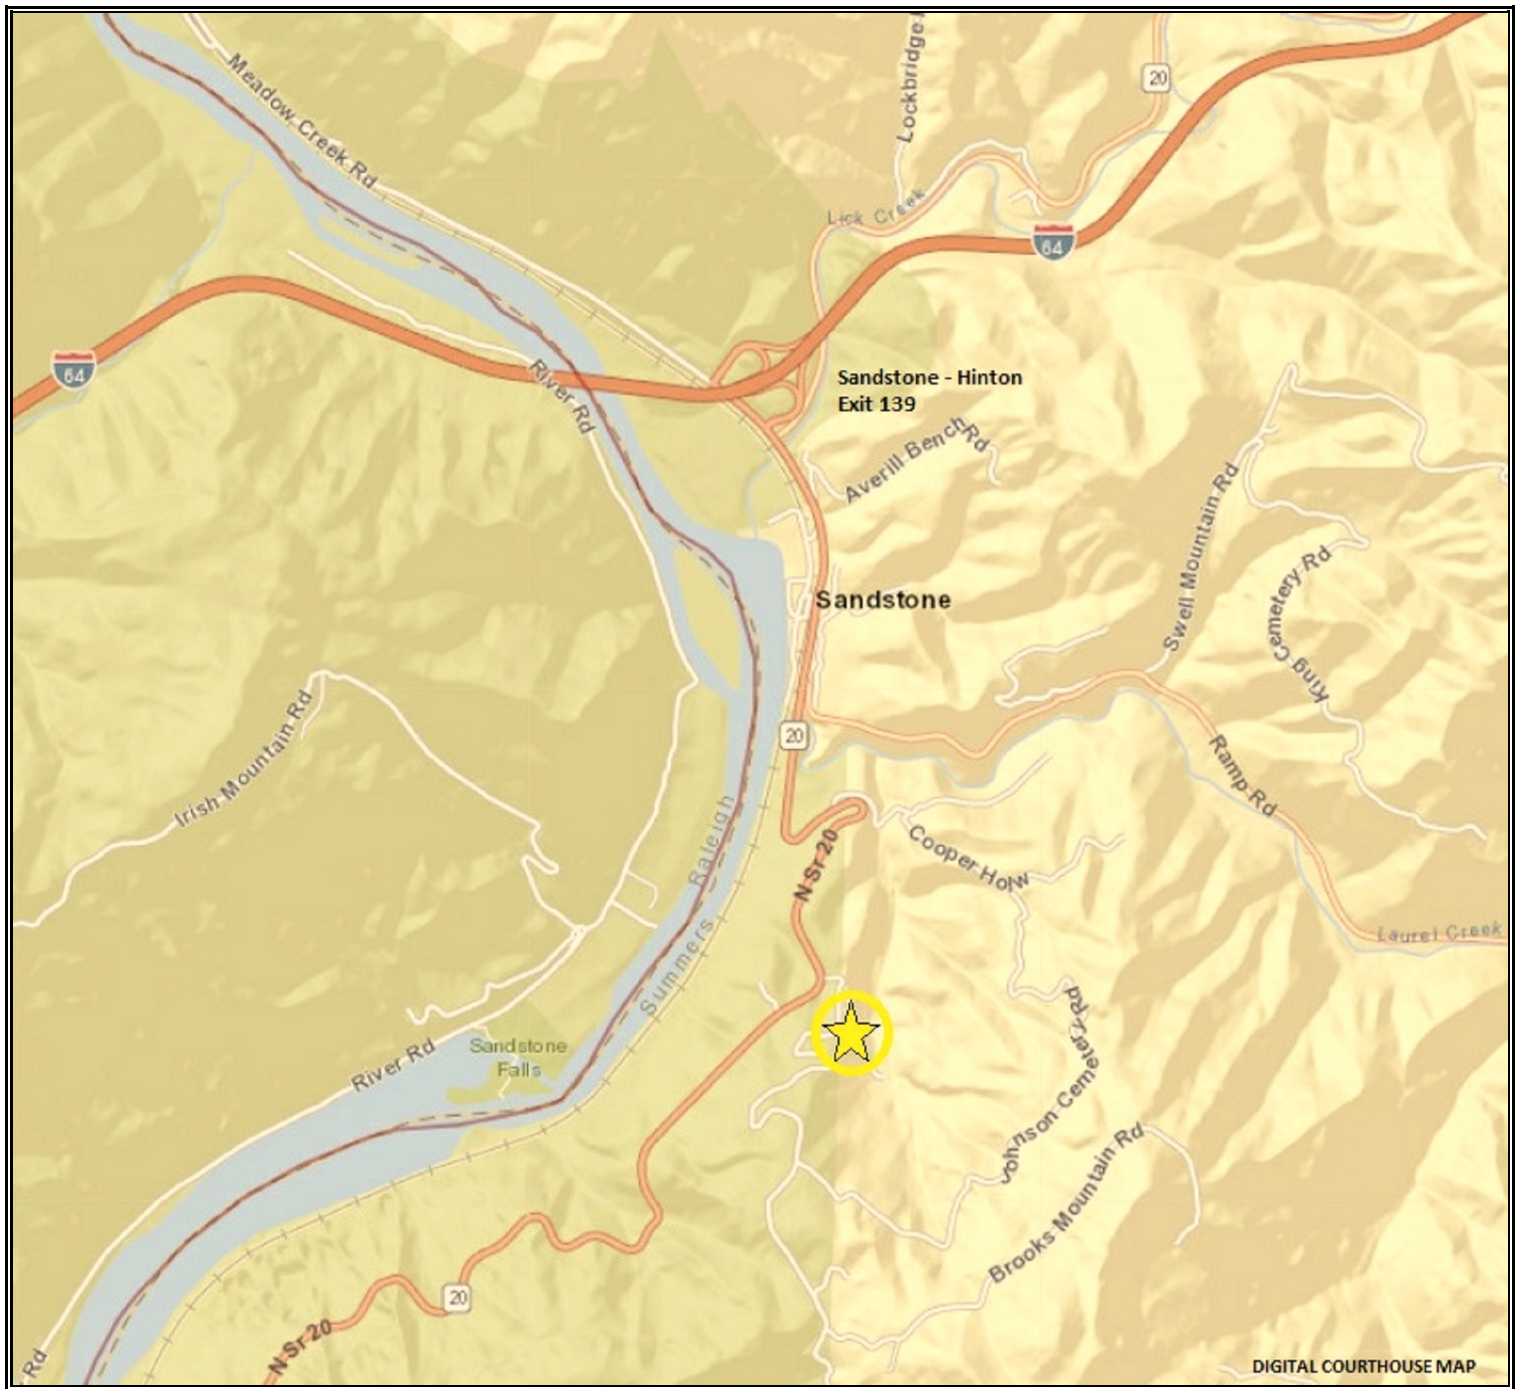 Meadow Creek Rd
Lockbridge
20
Lick Creek
64
64
River Rd
Sandstone - Hinton
Exit 139
Averill Bench Rd
Swell Mountain Rd
King Cemetery Rd
Sandstone
Irish Mountain Rd
20
Ramp Rd
Raleigh
Cooper Holw
N Sr 20
Summers
Laurel Creek
Sandstone
Falls
River Rd
Johnson Cemetery Rd
Brooks Mountain Rd
20
N Sr 20
Rd
DIGITAL COURTHOUSE MAP